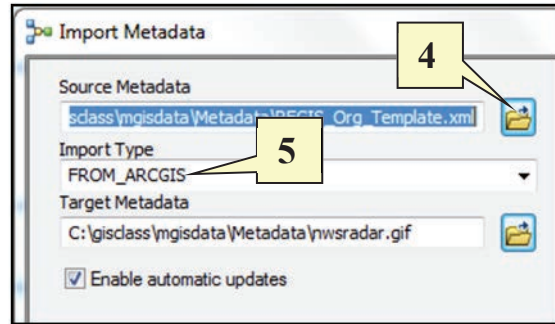 Import Metadata
4
Source Metadata
sclass\mgisdata\Metadata\REGIS_Org_Template.xml
Import Type
5
FROM_ARCGIS
Target Metadata
C:\gisclass\mgisdata\Metadata\nwsradar.gif
Enable automatic updates